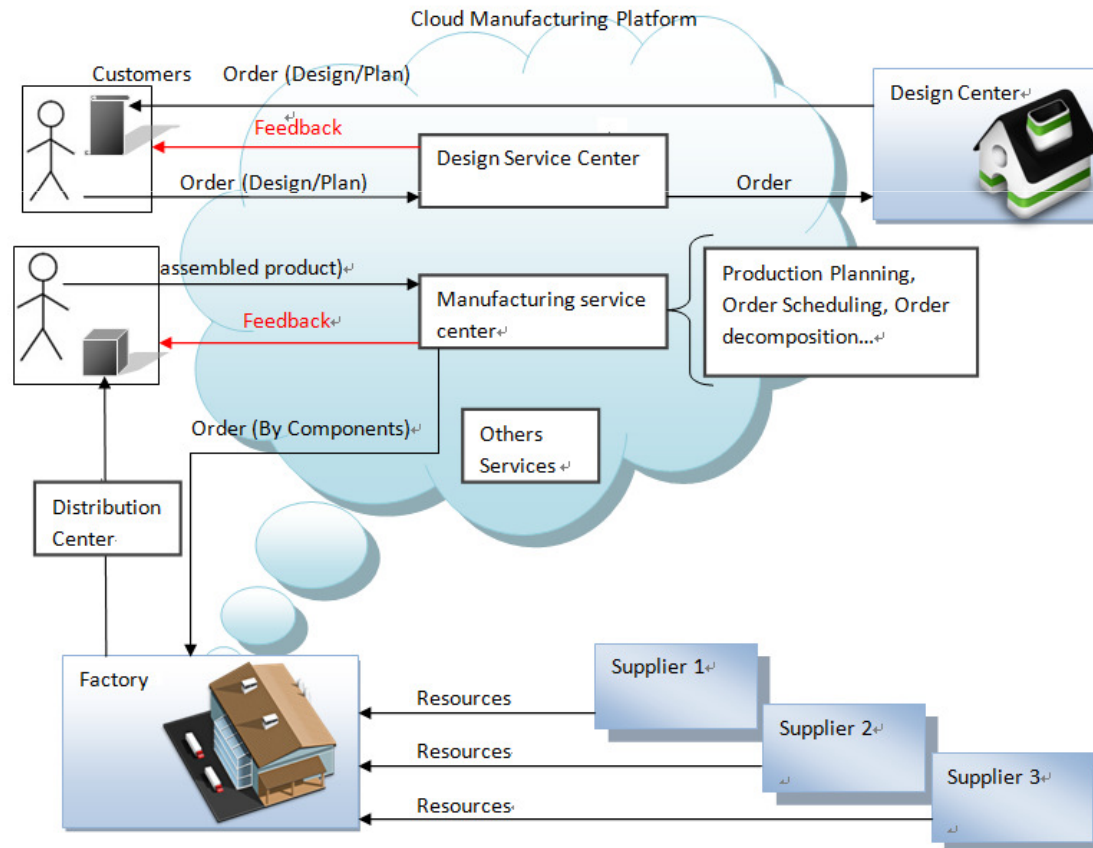 Cloud Manufacturing Platform
Customers
Order (Design/Plan)
Design Center
Feedback
Design Service Center
Order (Design/Plan)
Order
assembled product)
Manufacturing service
center
Feedback
Production Planning,
Order Scheduling, Order
decomposition...
Order (By Components)
Others
Services
Distribution
Center
Factory
Supplier 1
Resources
Supplier 2
Resources
Supplier 3
Resources